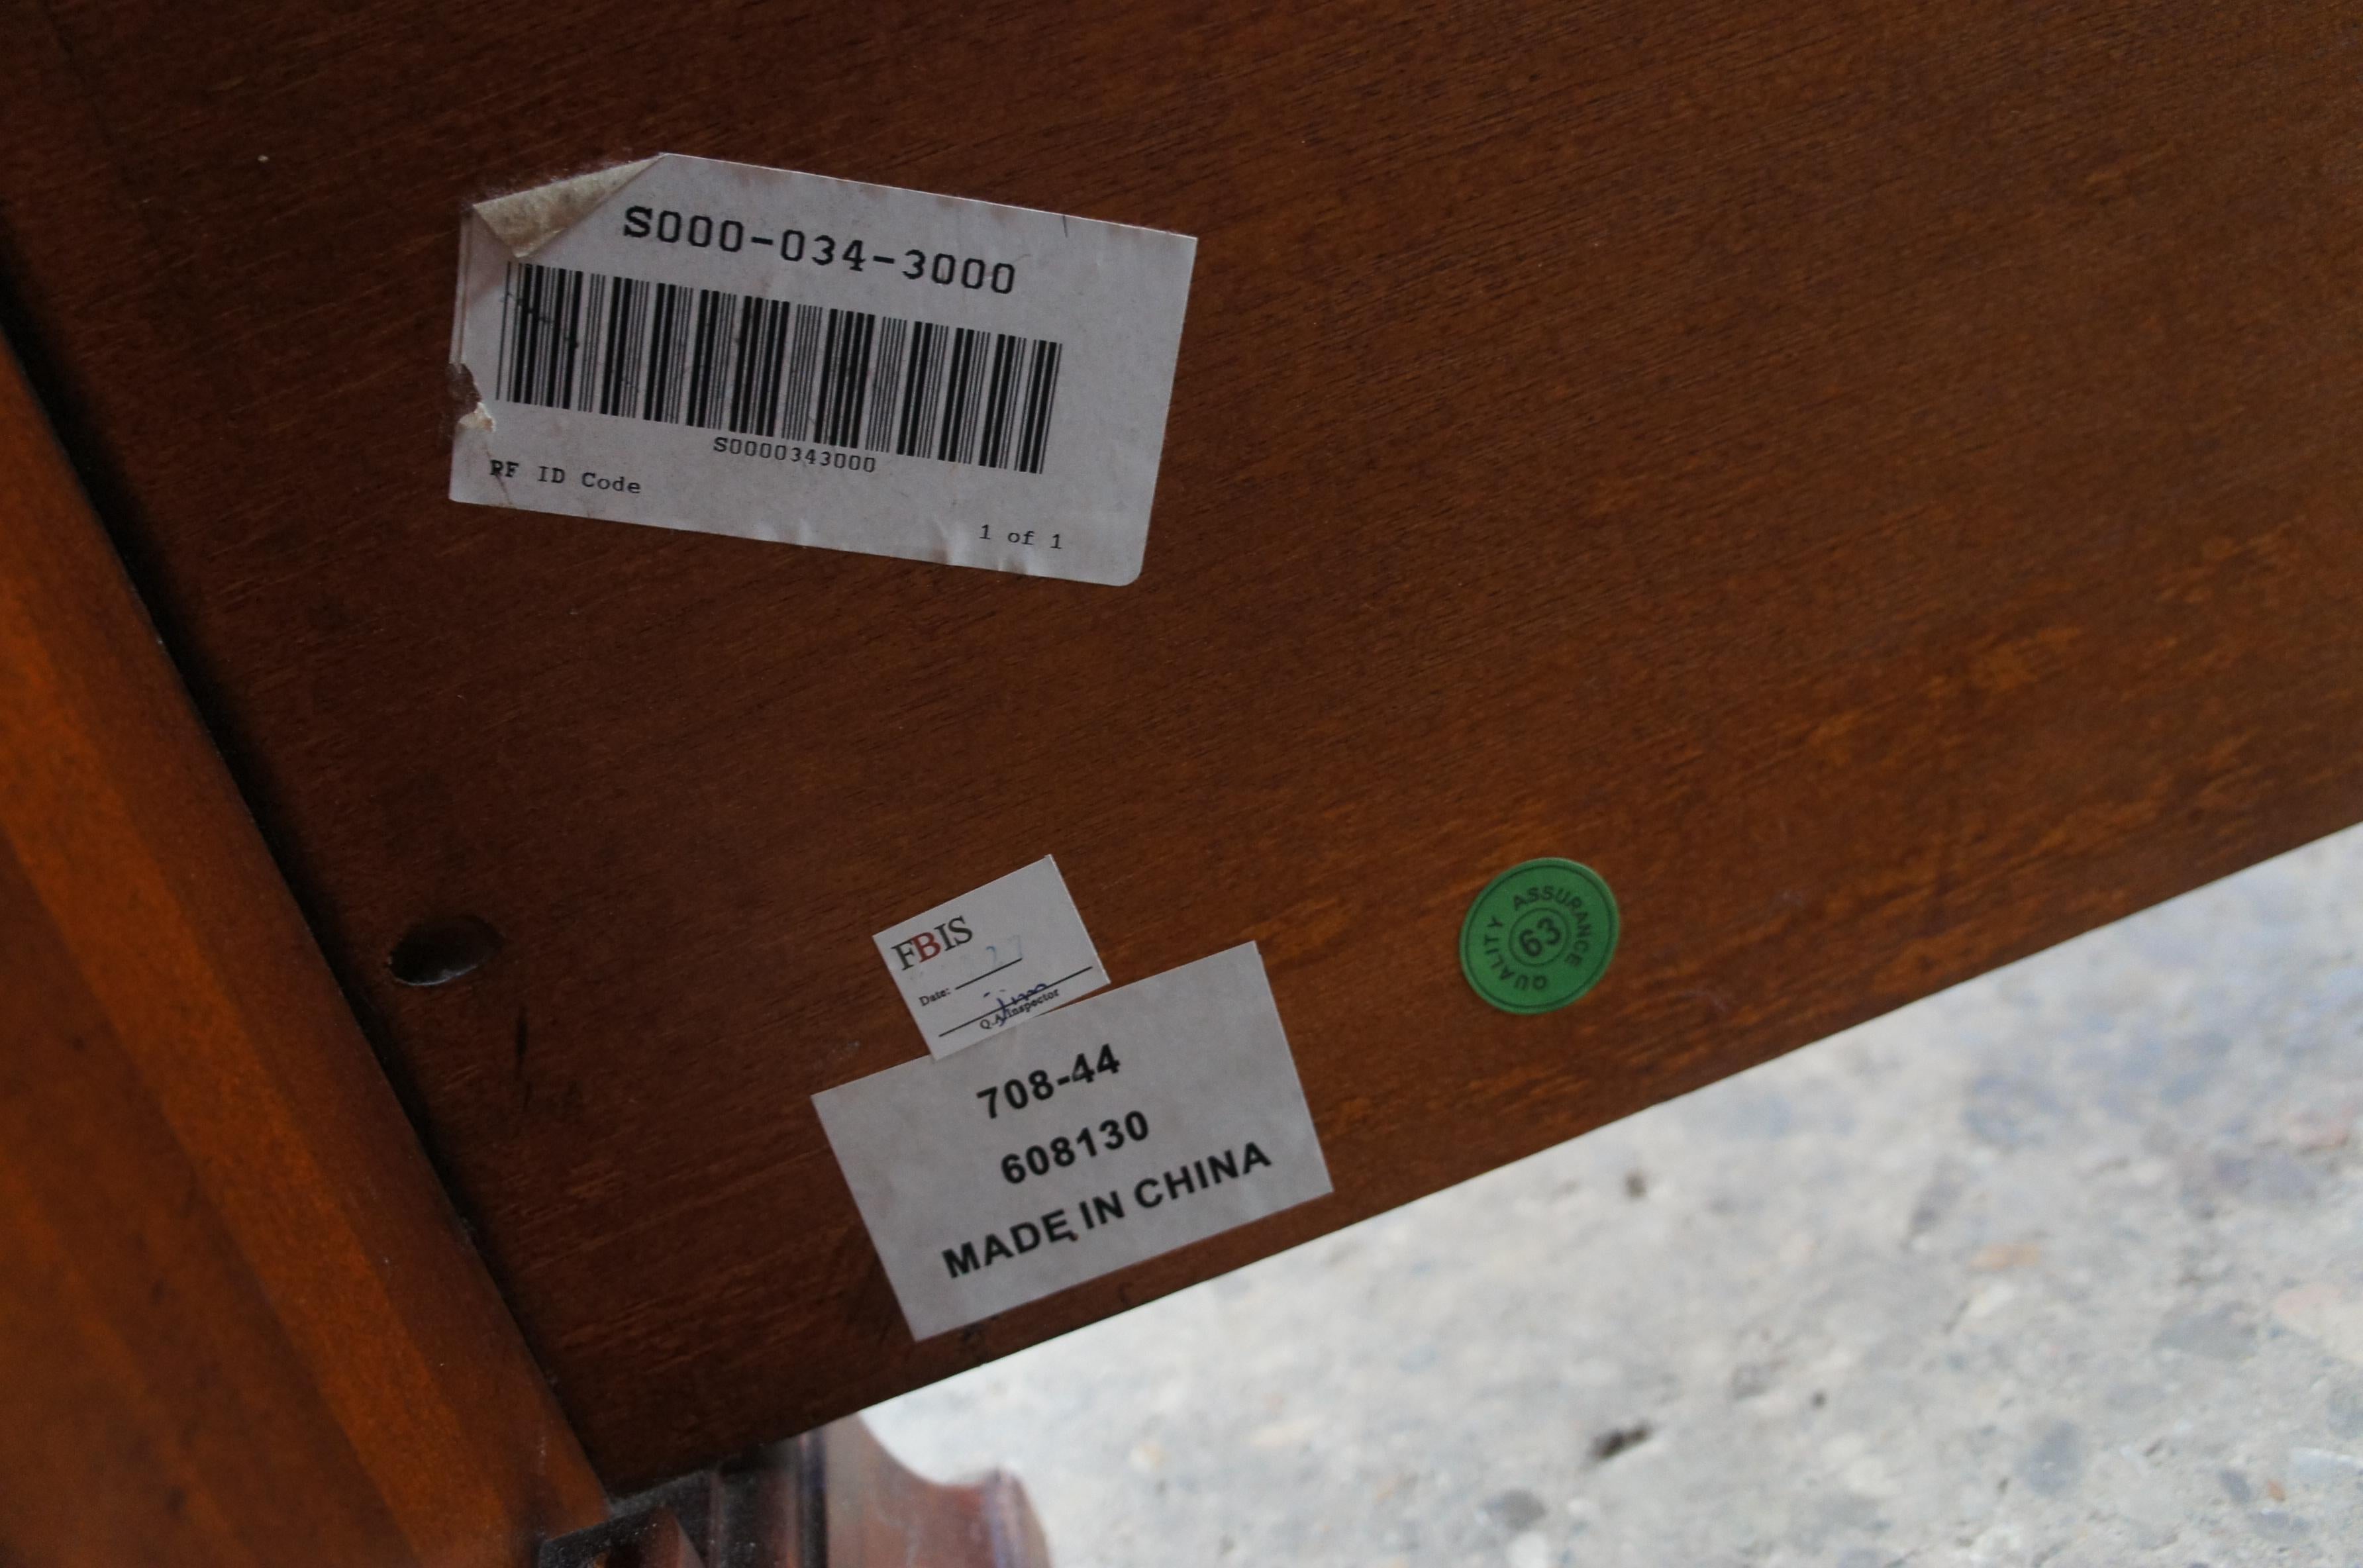 S000-034-3000
S0000343000
RF ID Code
1 of 1
FBIS
Date:
Q.A/Inspector
708-44
608130
MADE IN CHINA
QUALITY ASSURANCE
63